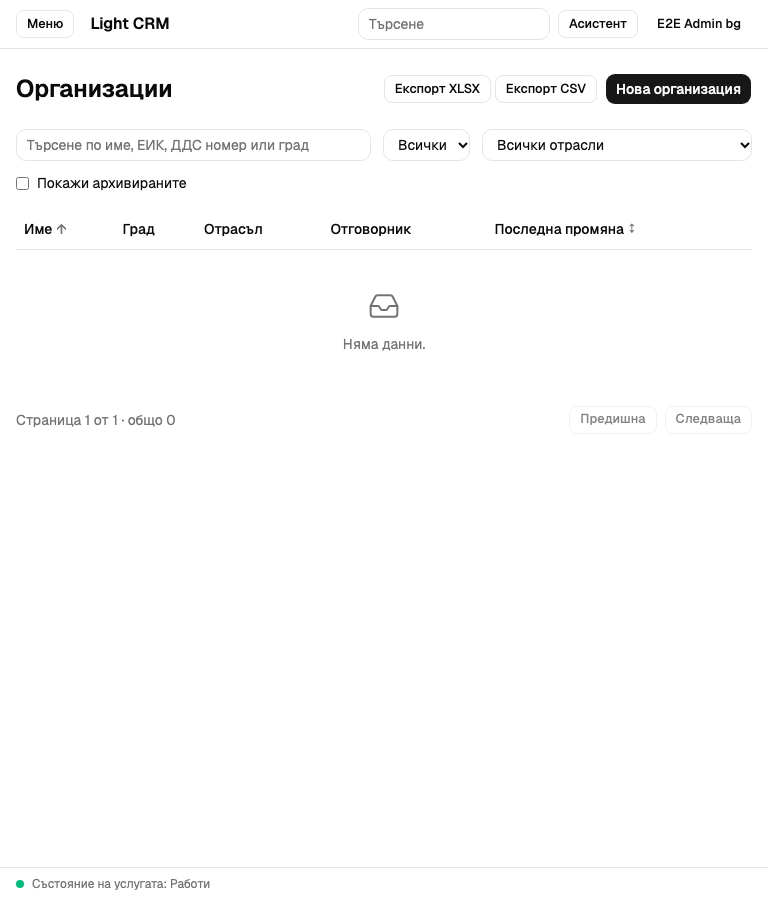 Меню
Light CRM
Търсене
Асистент
E2E Admin bg
Организации
Експорт XLSX
Експорт CSV
Нова организация
Търсене по име, ЕИК, ДДС номер или град
Всички
Всички отрасли
Покажи архивираните
Име ↑
Град
Отрасъл
Отговорник
Последна промяна ↕
Няма данни.
Страница 1 от 1 · общо 0
Предишна
Следваща
Състояние на услугата: Работи